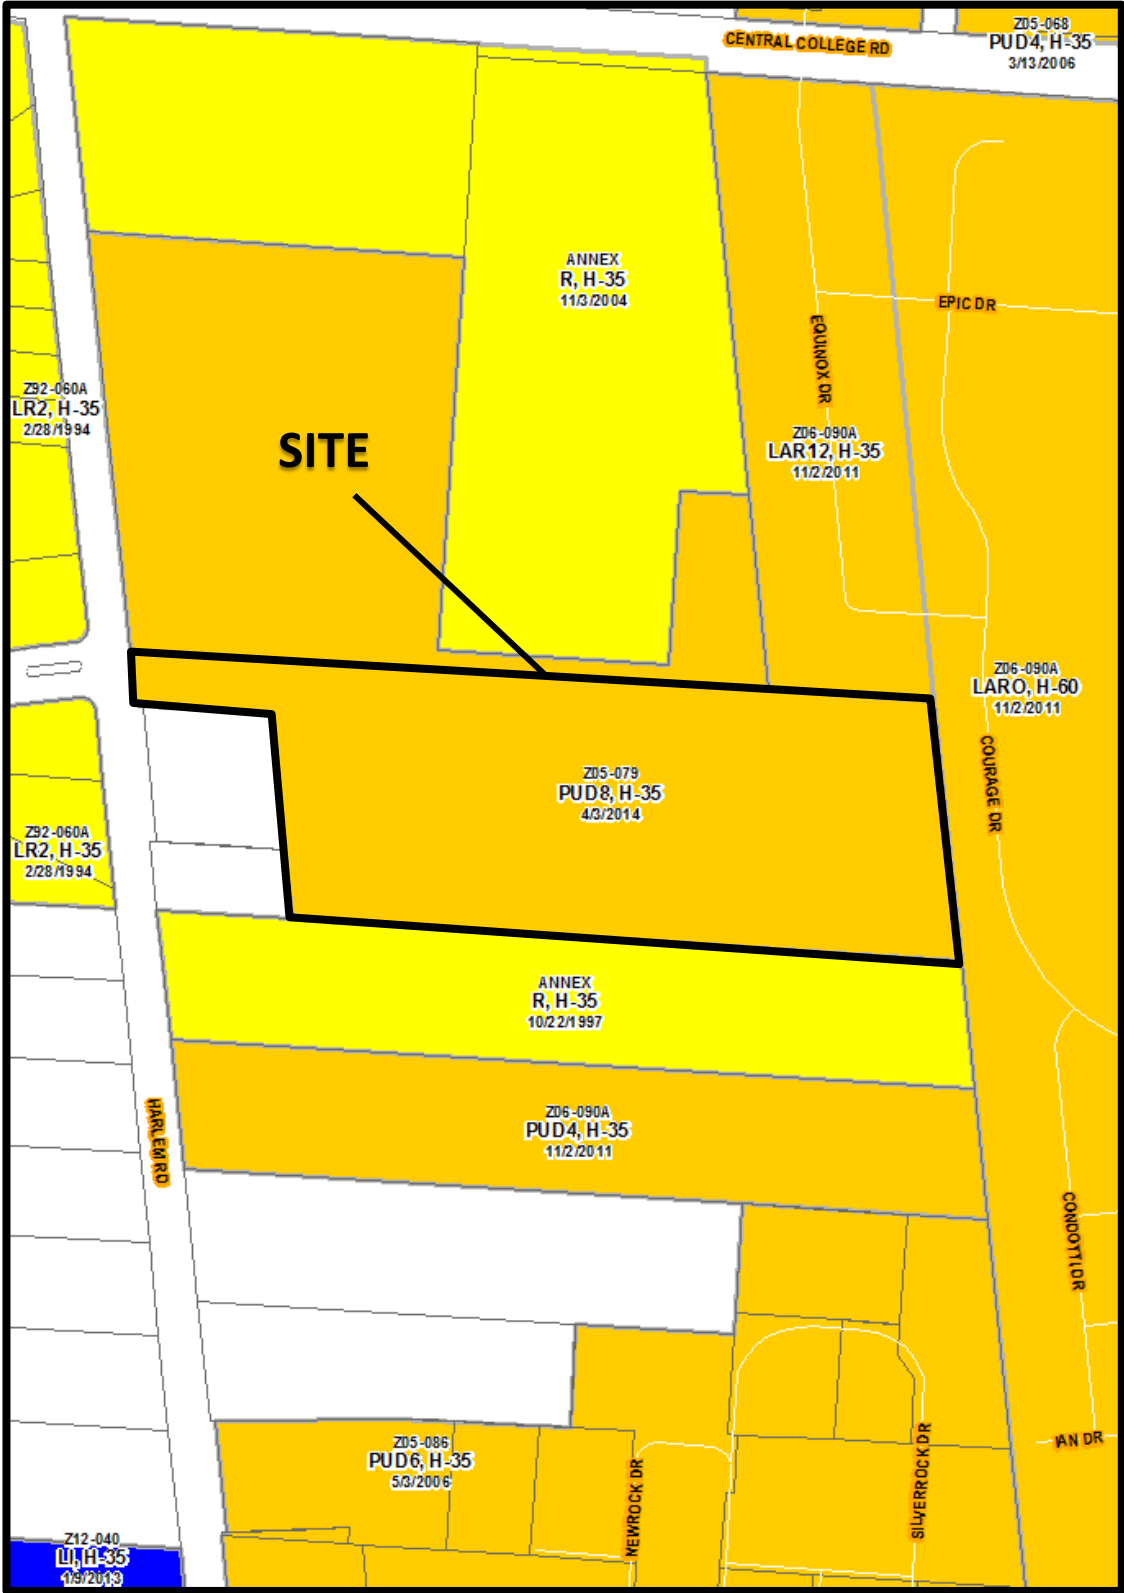 Z05-068
PUD4, H-35
3/13/2006
CENTRAL COLLEGE RD
ANNEX
R, H-35
11/3/2004
EPIC DR
EQUINOX DR
Z92-060A
LR2, H-35
2/28/1994
SITE
Z06-090A
LAR12, H-35
11/2/2011
Z06-090A
LARO, H-60
11/2/2011
COURAGE DR
Z05-079
PUD8, H-35
4/3/2014
Z92-060A
LR2, H-35
2/28/1994
ANNEX
R, H-35
10/22/1997
HARLEM RD
Z06-090A
PUD4, H-35
11/2/2011
CONDOTTI DR
Z05-086
PUD6, H-35
5/3/2006
NEWROCK DR
SILVERROCK DR
IAN DR
Z12-040
LI, H-35
1/9/2013